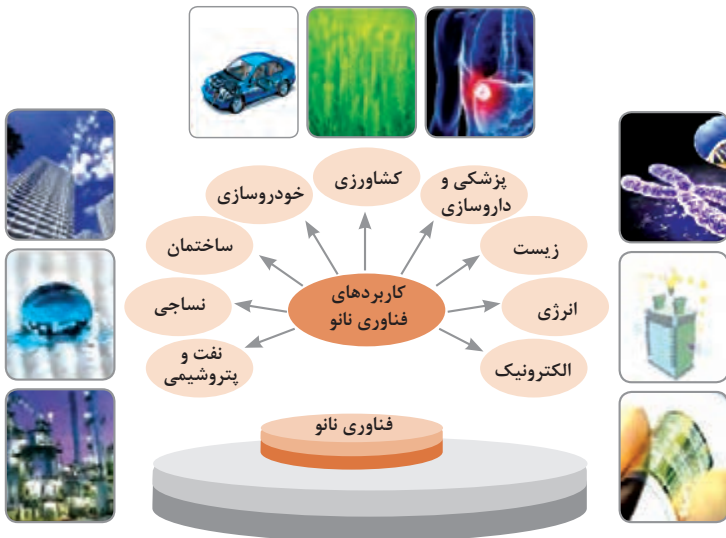 کشاورزی
پزشکی و
داروسازی
خودروسازی
زیست
ساختمان
انرژی
کاربردهای
فناوری نانو
نساجی
الکترونیک
نفت و
پتروشیمی
فناوری نانو